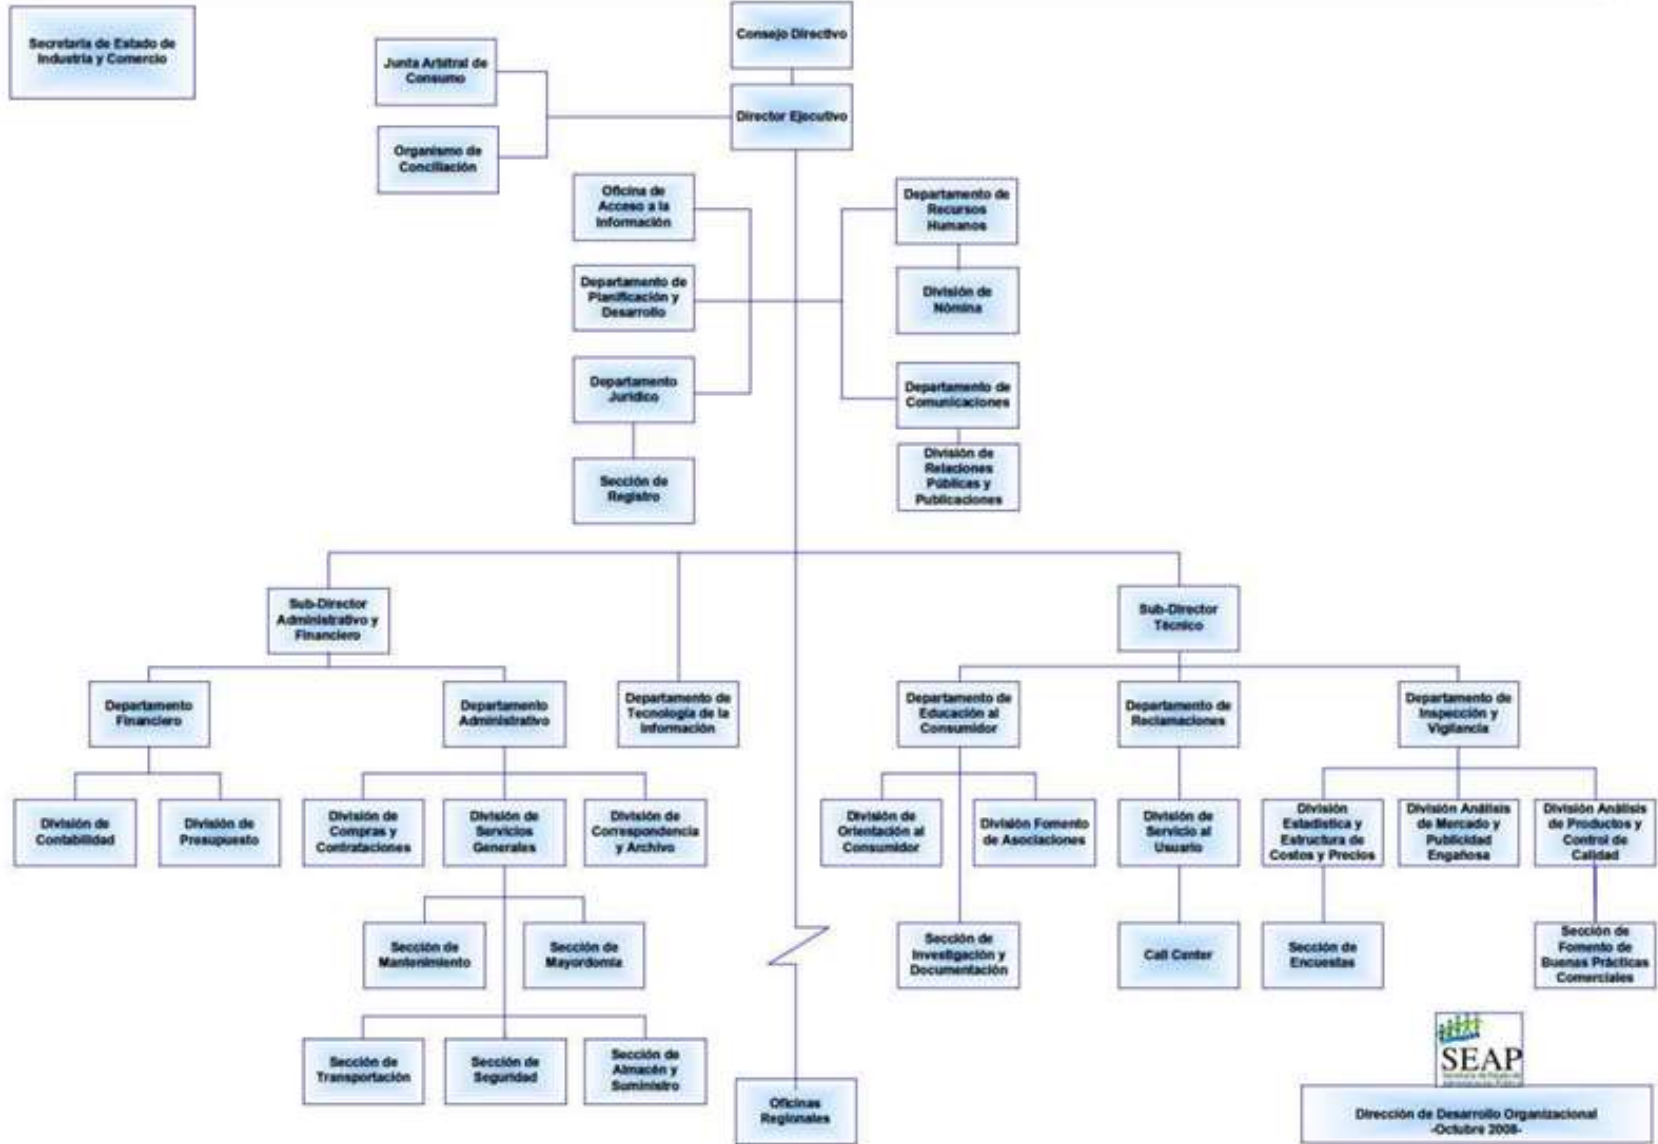 Secretaría de Estado de
Industria y Comercio
Consejo Directivo
Junta Arbitral de
Consumo
Director Ejecutivo
Organismo de
Conciliación
Oficina de
Acceso a la
Información
Departamento de
Recursos
Humanos
Departamento de
Planificación y
Desarrollo
División de
Nómina
Departamento
Jurídico
Departamento de
Comunicaciones
Sección de
Registro
División de
Relaciones
Públicas y
Publicaciones
Sub-Director
Administrativo y
Financiero
Sub-Director
Técnico
Departamento
Financiero
Departamento
Administrativo
Departamento de
Tecnología de la
Información
Departamento de
Educación al
Consumidor
Departamento de
Reclamaciones
Departamento de
Inspección y
Vigilancia
División de
Contabilidad
División de
Presupuesto
División de
Compras y
Contrataciones
División de
Servicios
Generales
División de
Correspondencia
y Archivo
División de
Orientación al
Consumidor
División Fomento
de Asociaciones
División de
Servicio al
Usuario
División
Estadística y
Estructura de
Costos y Precios
División Análisis
de Mercado y
Publicidad
Engañosa
División Análisis
de Productos y
Control de
Calidad
Sección de
Mantenimiento
Sección de
Mayordomía
Sección de
Investigación y
Documentación
Call Center
Sección de
Encuestas
Sección de
Fomento de
Buenas Prácticas
Comerciales
Sección de
Transportación
Sección de
Seguridad
Sección de
Almacén y
Suministro
Oficinas
Regionales
SEAP
Secretaría de Estado de
Administración Pública
Dirección de Desarrollo Organizacional
-Octubre 2008-